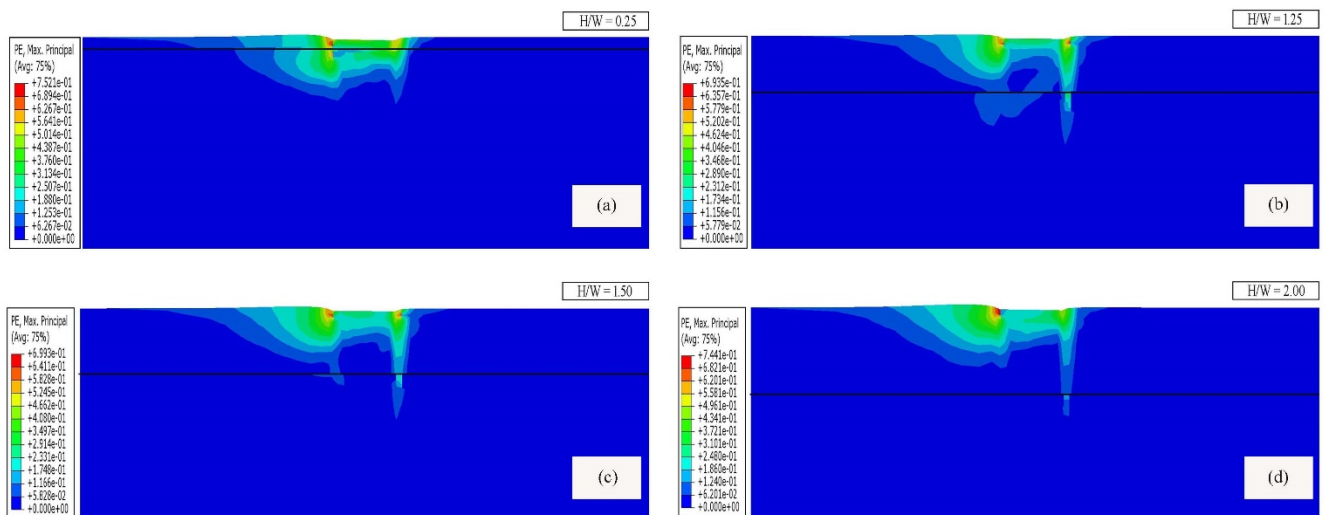 H/W = 0.25
PE, Max. Principal
(Avg: 75%)
+7.521e-01
+6.894e-01
+6.267e-01
+5.641e-01
+5.014e-01
+4.387e-01
+3.760e-01
+3.134e-01
+2.507e-01
+1.880e-01
+1.253e-01
+6.267e-02
+0.000e+00
(a)
H/W = 1.25
PE, Max. Principal
(Avg: 75%)
+6.935e-01
+6.357e-01
+5.779e-01
+5.202e-01
+4.624e-01
+4.046e-01
+3.468e-01
+2.890e-01
+2.312e-01
+1.734e-01
+1.156e-01
+5.779e-02
+0.000e+00
(b)
H/W = 1.50
PE, Max. Principal
(Avg: 75%)
+6.993e-01
+6.411e-01
+5.828e-01
+5.245e-01
+4.662e-01
+4.080e-01
+3.497e-01
+2.914e-01
+2.331e-01
+1.748e-01
+1.166e-01
+5.828e-02
+0.000e+00
(c)
H/W = 2.00
PE, Max. Principal
(Avg: 75%)
+7.441e-01
+6.821e-01
+6.201e-01
+5.581e-01
+4.961e-01
+4.341e-01
+3.721e-01
+3.101e-01
+2.480e-01
+1.860e-01
+1.240e-01
+6.201e-02
+0.000e+00
(d)